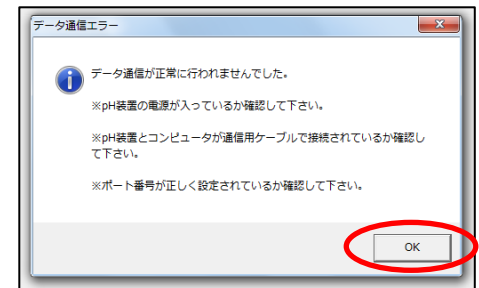 データ通信エラー
データ通信が正常に行われませんでした。
※pH装置の電源が入っているか確認して下さい。
※pH装置とコンピュータが通信用ケーブルで接続されているか確認し
て下さい。
※ポート番号が正しく設定されているか確認して下さい。
OK